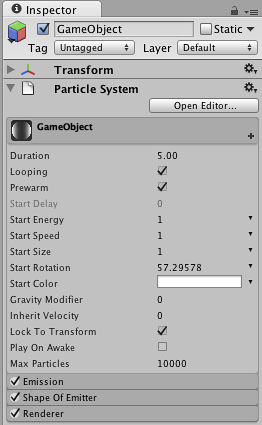 Inspector
GameObject Static
Tag Untagged Layer Default
Transform
Particle System
Open Editor...
GameObject
Duration 5.00
Looping
Prewarm
Start Delay 0
Start Energy 1
Start Speed 1
Start Size 1
Start Rotation 57.29578
Start Color
Gravity Modifier 0
Inherit Velocity 0
Lock To Transform
Play On Awake
Max Particles 10000
Emission
Shape Of Emitter
Renderer